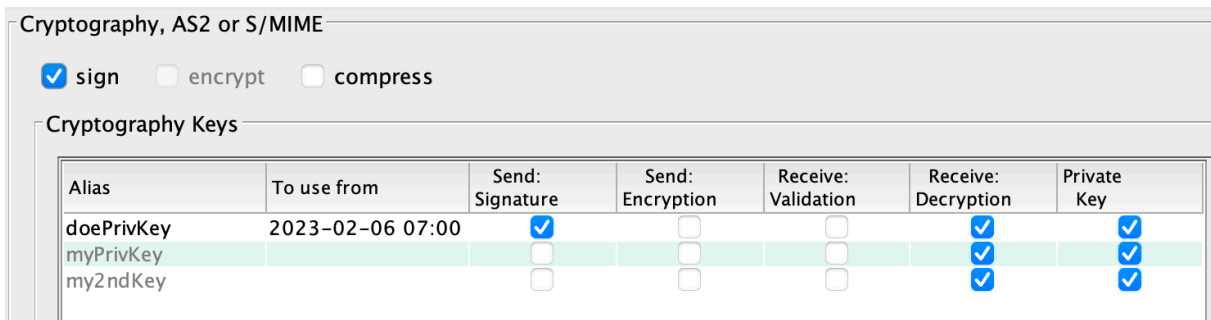 Cryptography, AS2 or S/MIME
sign encrypt compress
Cryptography Keys
Alias To use from Send: Signature Send: Encryption Receive: Validation Receive: Decryption Private Key
doePrivKey 2023-02-06 07:00
myPrivKey
my2ndKey